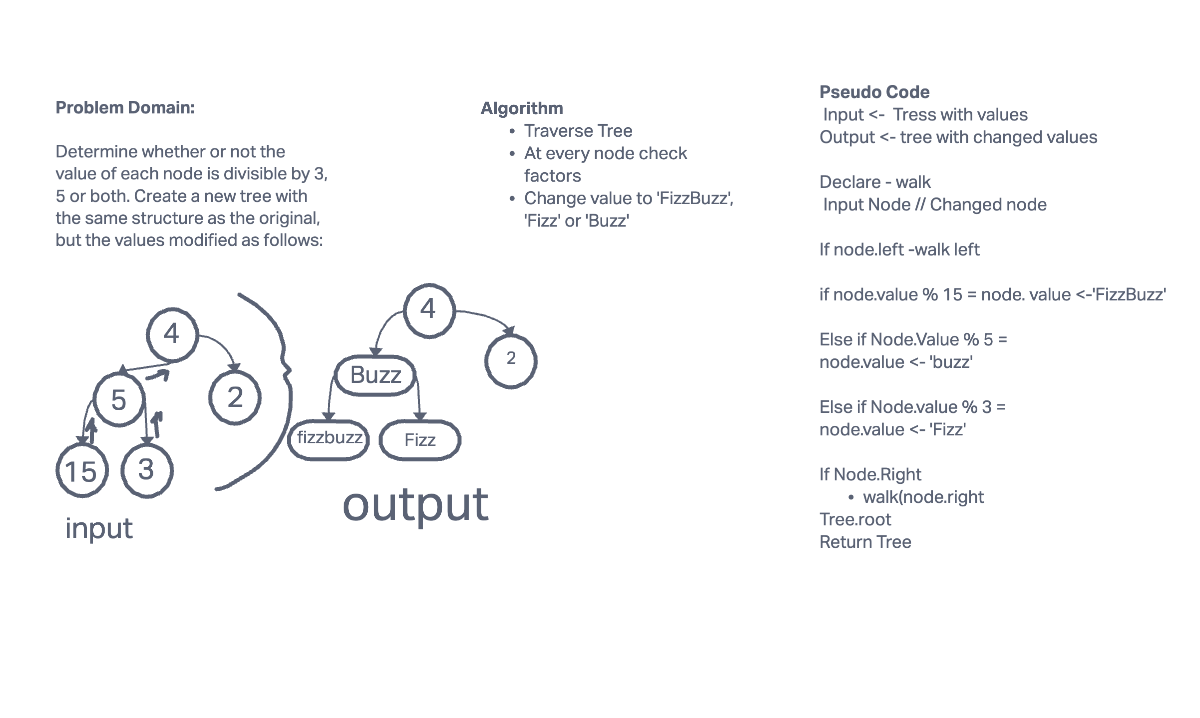 Problem Domain:
Determine whether or not the
value of each node is divisible by 3,
5 or both. Create a new tree with
the same structure as the original,
but the values modified as follows:
4
5
2
15
3
input
4
Buzz
2
fizzbuzz
Fizz
output
Algorithm
• Traverse Tree
• At every node check
factors
• Change value to 'FizzBuzz',
'Fizz' or 'Buzz'
Pseudo Code
Input <- Tress with values
Output <- tree with changed values
Declare - walk
Input Node // Changed node
If node.left -walk left
if node.value % 15 = node. value <-'FizzBuzz'
Else if Node.Value % 5 =
node.value <- 'buzz'
Else if Node.value % 3 =
node.value <- 'Fizz'
If Node.Right
• walk(node.right
Tree.root
Return Tree